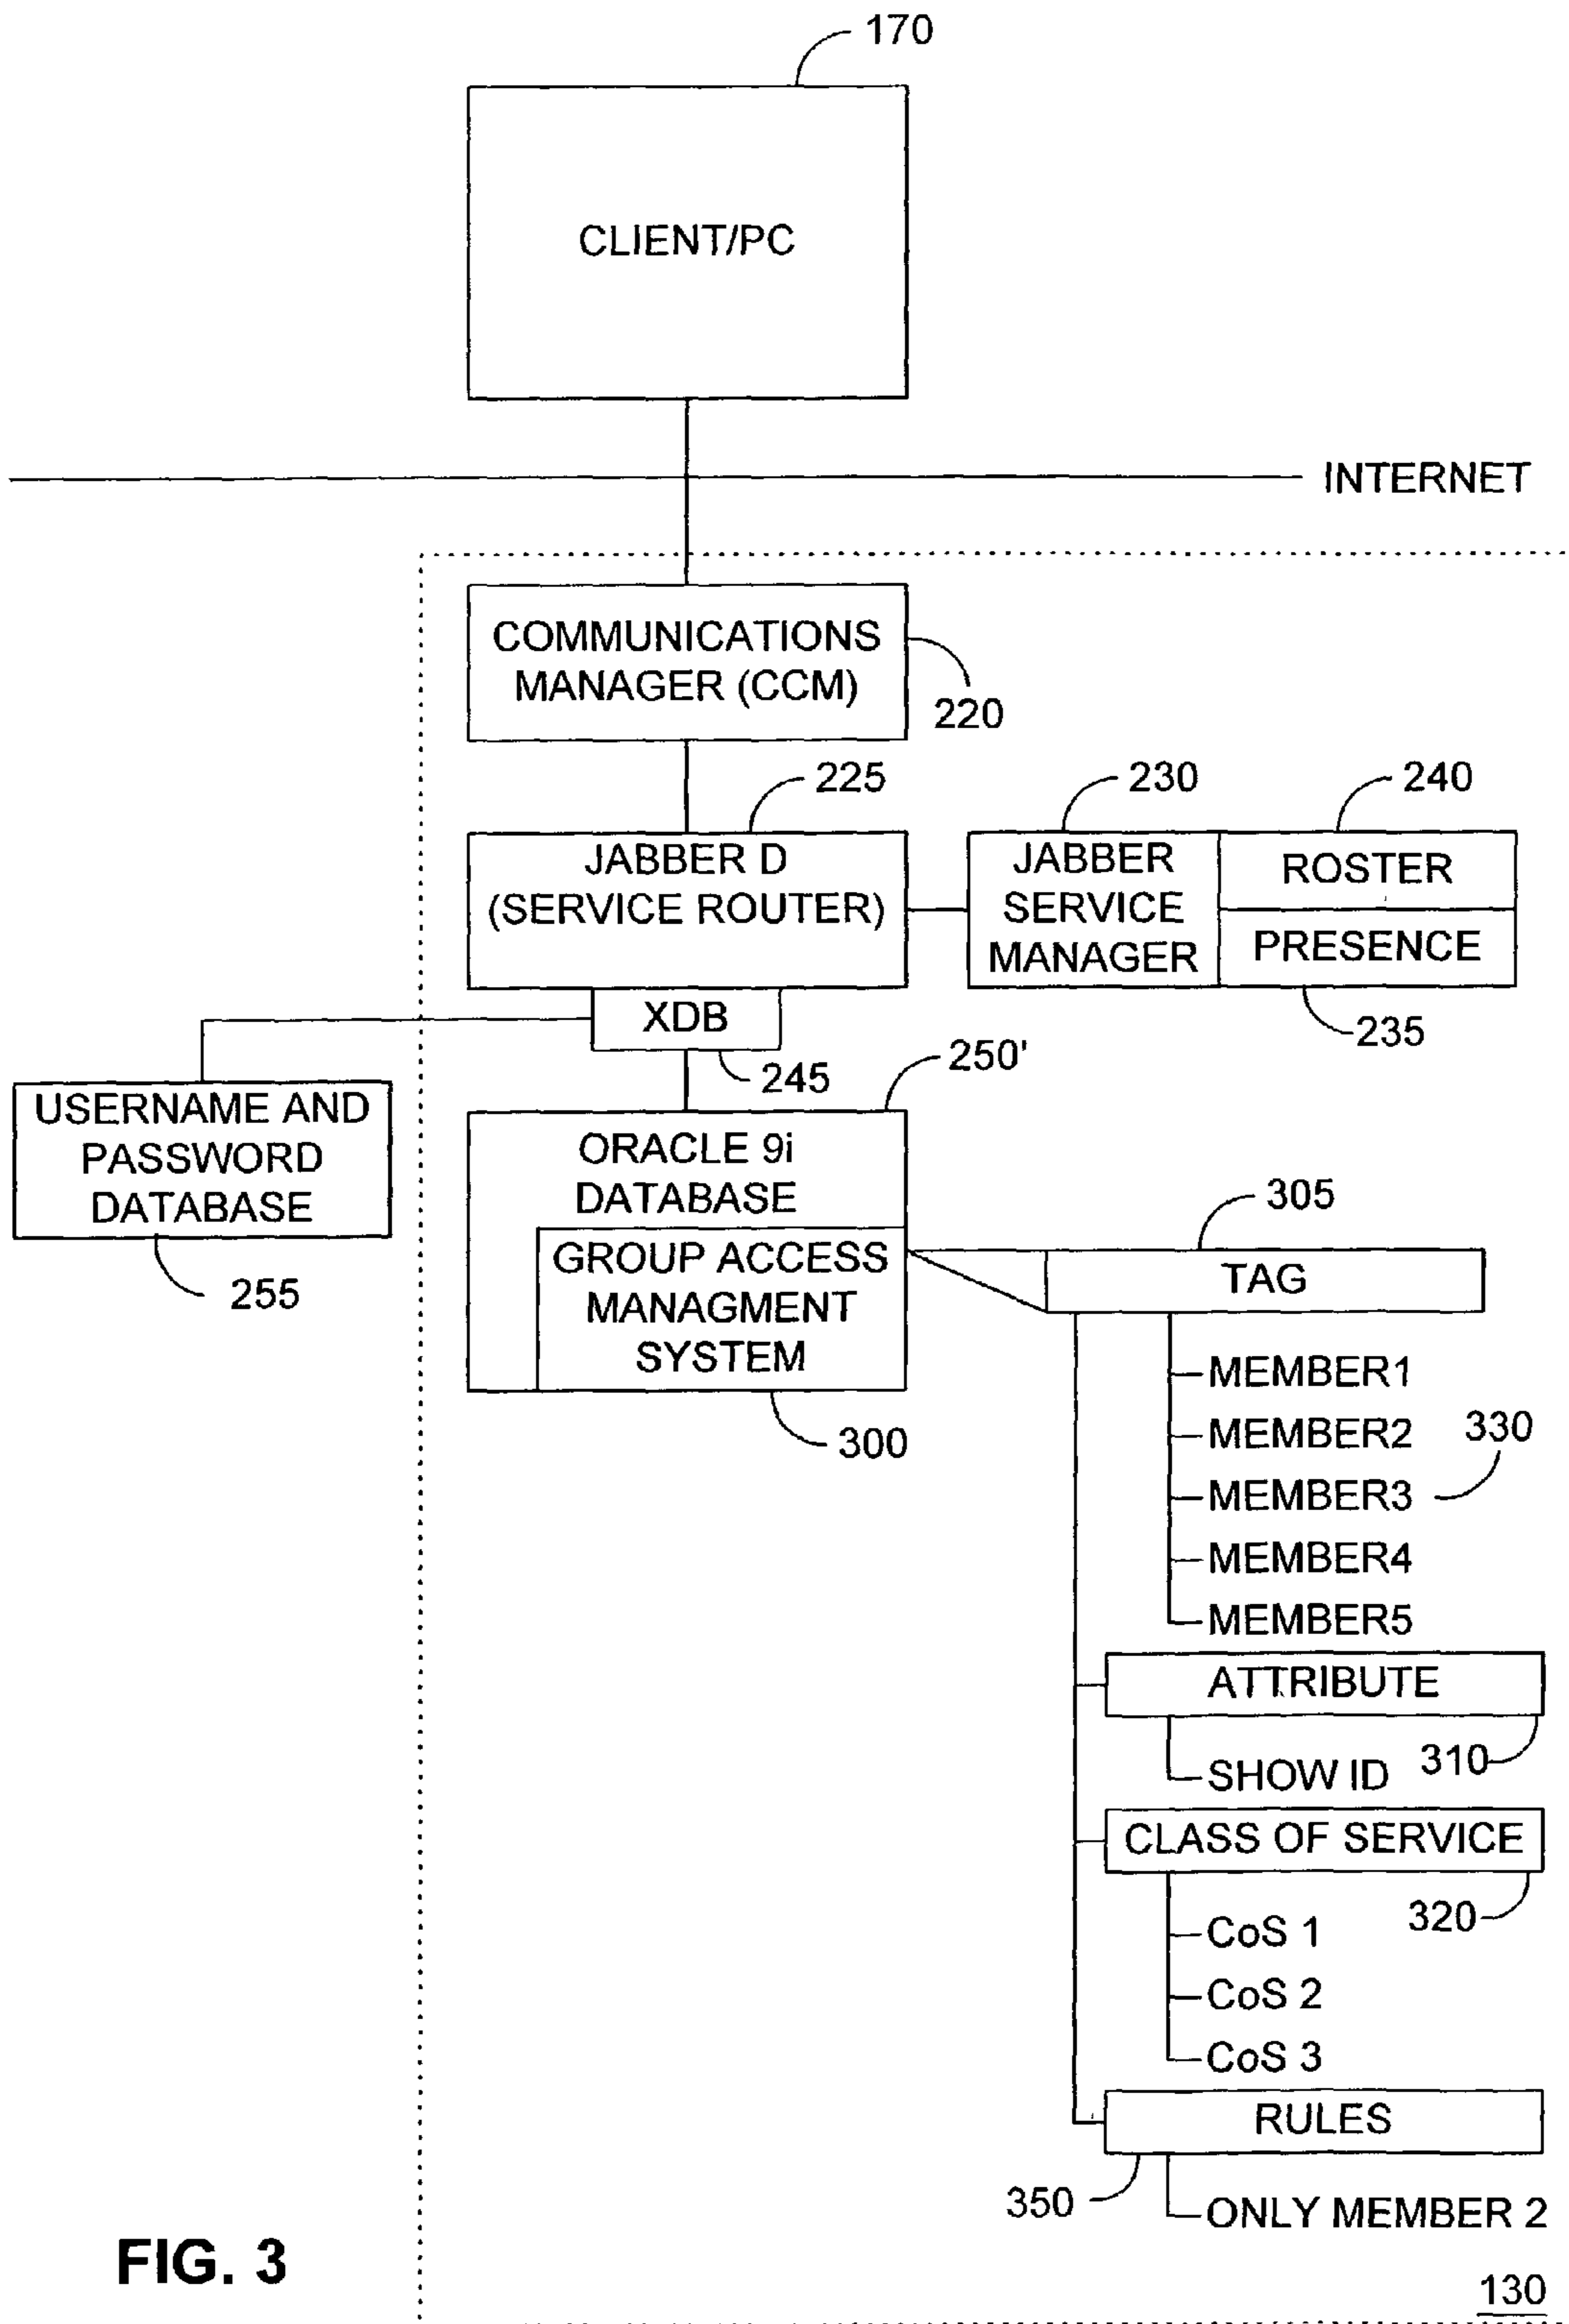 170
CLIENT/PC
INTERNET
COMMUNICATIONS
MANAGER (CCM)
220
225
230
240
JABBER D
(SERVICE ROUTER)
JABBER
SERVICE
MANAGER
ROSTER
PRESENCE
235
XDB
245
250'
USERNAME AND
PASSWORD
DATABASE
255
ORACLE 9i
DATABASE
GROUP ACCESS
MANAGMENT
SYSTEM
300
305
TAG
MEMBER1
MEMBER2
330
MEMBER3
MEMBER4
MEMBER5
ATTRIBUTE
310
SHOW ID
CLASS OF SERVICE
320
CoS 1
CoS 2
CoS 3
RULES
350
ONLY MEMBER 2
FIG. 3
130